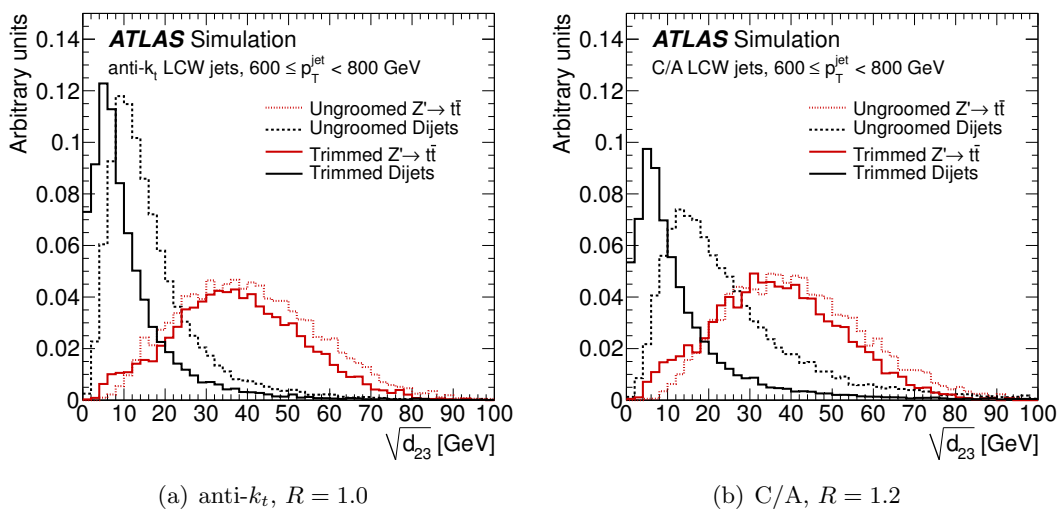 Arbitrary units
0.14
0.12
0.1
0.08
0.06
0.04
0.02
0
ATLAS Simulation
anti-k_t LCW jets, 600 ≤ p_T^jet < 800 GeV
Ungroomed Z'→ tt̄
Ungroomed Dijets
Trimmed Z'→ tt̄
Trimmed Dijets
0 10 20 30 40 50 60 70 80 90 100
√d_23 [GeV]
(a) anti-k_t, R = 1.0
Arbitrary units
0.14
0.12
0.1
0.08
0.06
0.04
0.02
0
ATLAS Simulation
C/A LCW jets, 600 ≤ p_T^jet < 800 GeV
Ungroomed Z'→ tt̄
Ungroomed Dijets
Trimmed Z'→ tt̄
Trimmed Dijets
0 10 20 30 40 50 60 70 80 90 100
√d_23 [GeV]
(b) C/A, R = 1.2